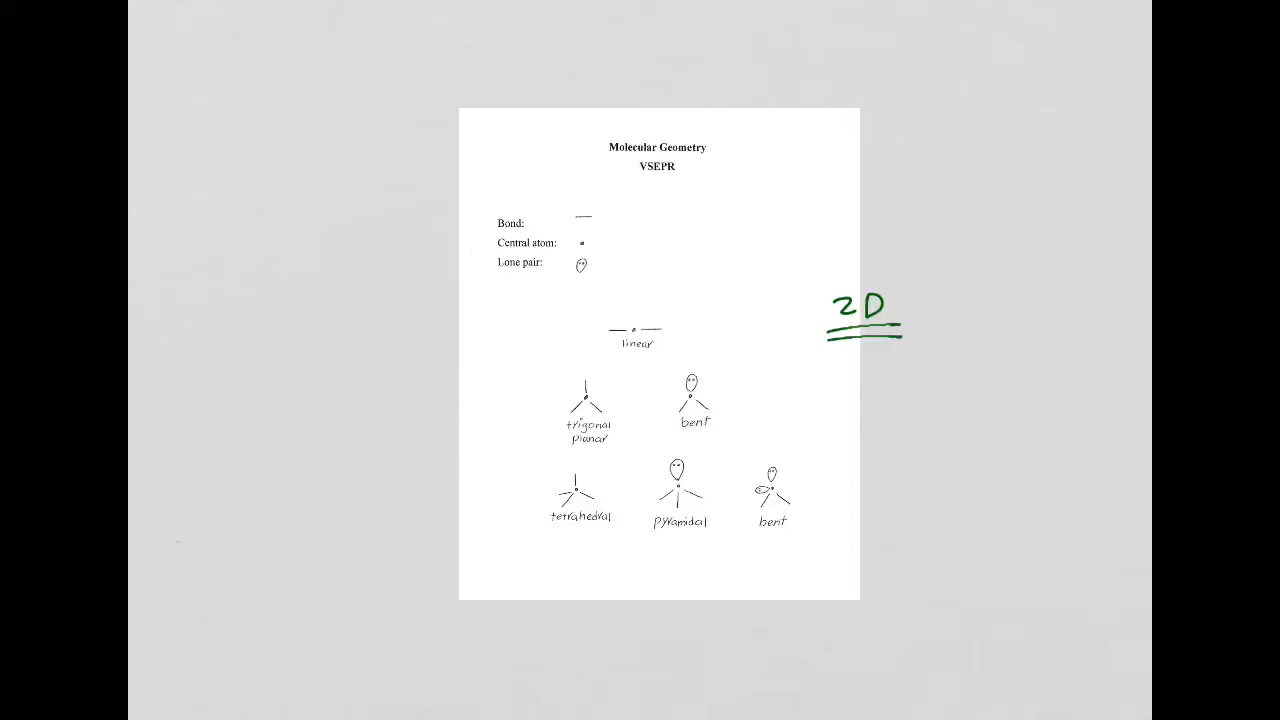 Molecular Geometry
VSEPR
Bond:
Central atom:
Lone pair:
2D
linear
trigonal
planar
bent
tetrahedral
pyramidal
bent